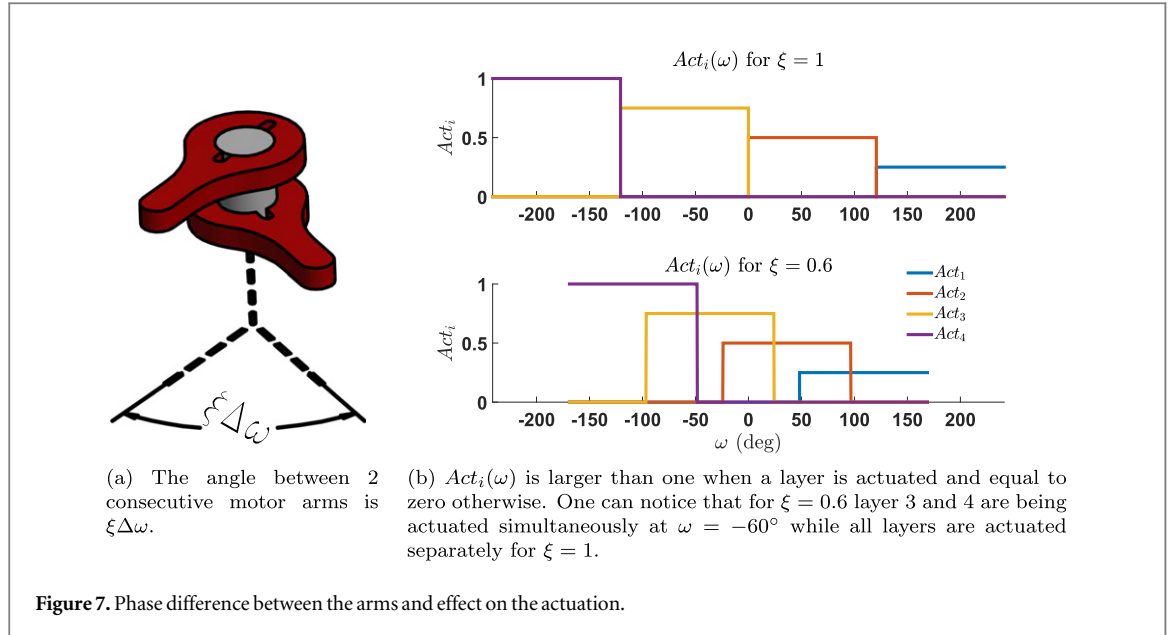 Act_i(ω) for ξ = 1
1
0.5
0
Act_i
-200 -150 -100 -50 0 50 100 150 200
Act_i(ω) for ξ = 0.6
1
0.5
0
Act_i
-200 -150 -100 -50 0 50 100 150 200
ω (deg)
Act_1
Act_2
Act_3
Act_4
ξΔω
(a) The angle between 2
consecutive motor arms is
ξΔω.
(b) Act_i(ω) is larger than one when a layer is actuated and equal to
zero otherwise. One can notice that for ξ = 0.6 layer 3 and 4 are being
actuated simultaneously at ω = −60° while all layers are actuated
separately for ξ = 1.
Figure 7. Phase difference between the arms and effect on the actuation.